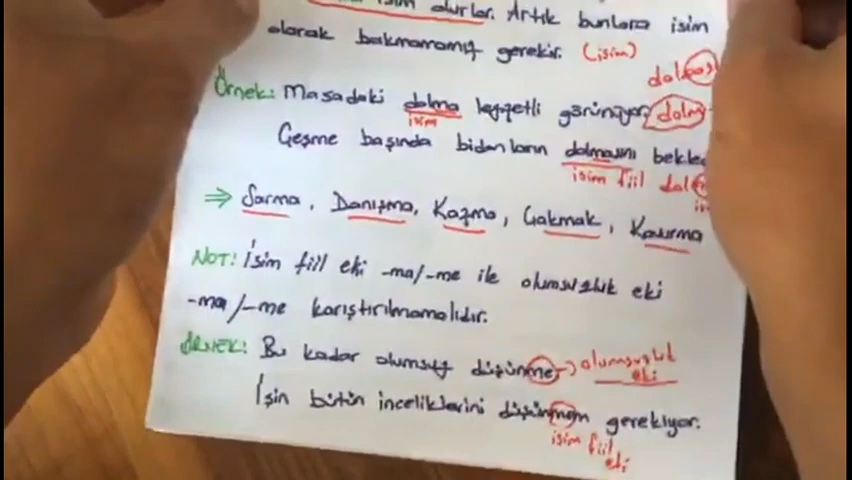 isim olurlar. Artık bunlara isim
olarak bakmamamız gerekir. (isim)
Örnek: Masadaki dolma lezzetli görünüyor.
isim
Çeşme başında bidonların dolmasını bekle
isim fiil
⇒ Sarma, Danışma, Kazma, Çakmak, Kavurma
NOT: İsim fiil eki -ma/-me ile olumsuzluk eki
-ma/-me karıştırılmamalıdır.
ÖRNEK: Bu kadar olumsuz düşünme → olumsuzluk
eki
İşin bütün inceliklerini düşünmem gerekiyor.
isim fiil
eki